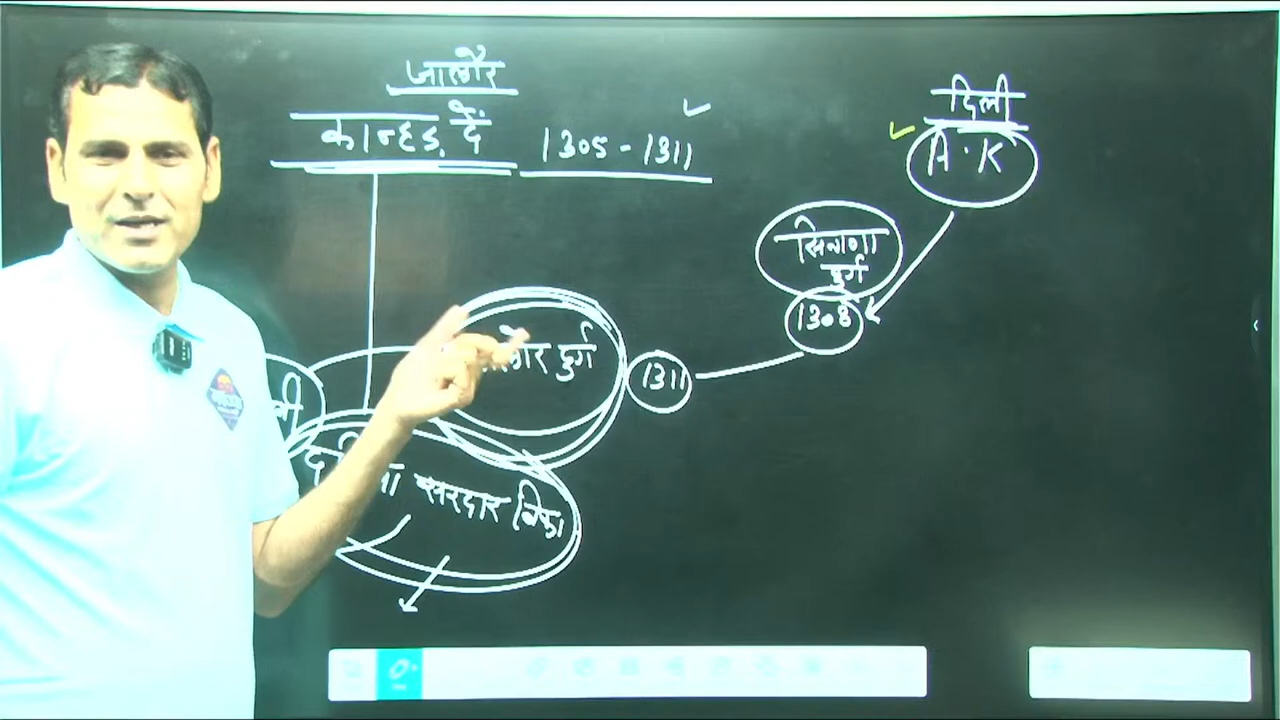 जालौर
कान्हड़ दे 1305 - 1311
दिल्ली
A.K
सिवाणा
दुर्ग
1308
दुर्ग
1311
सरदार बिका